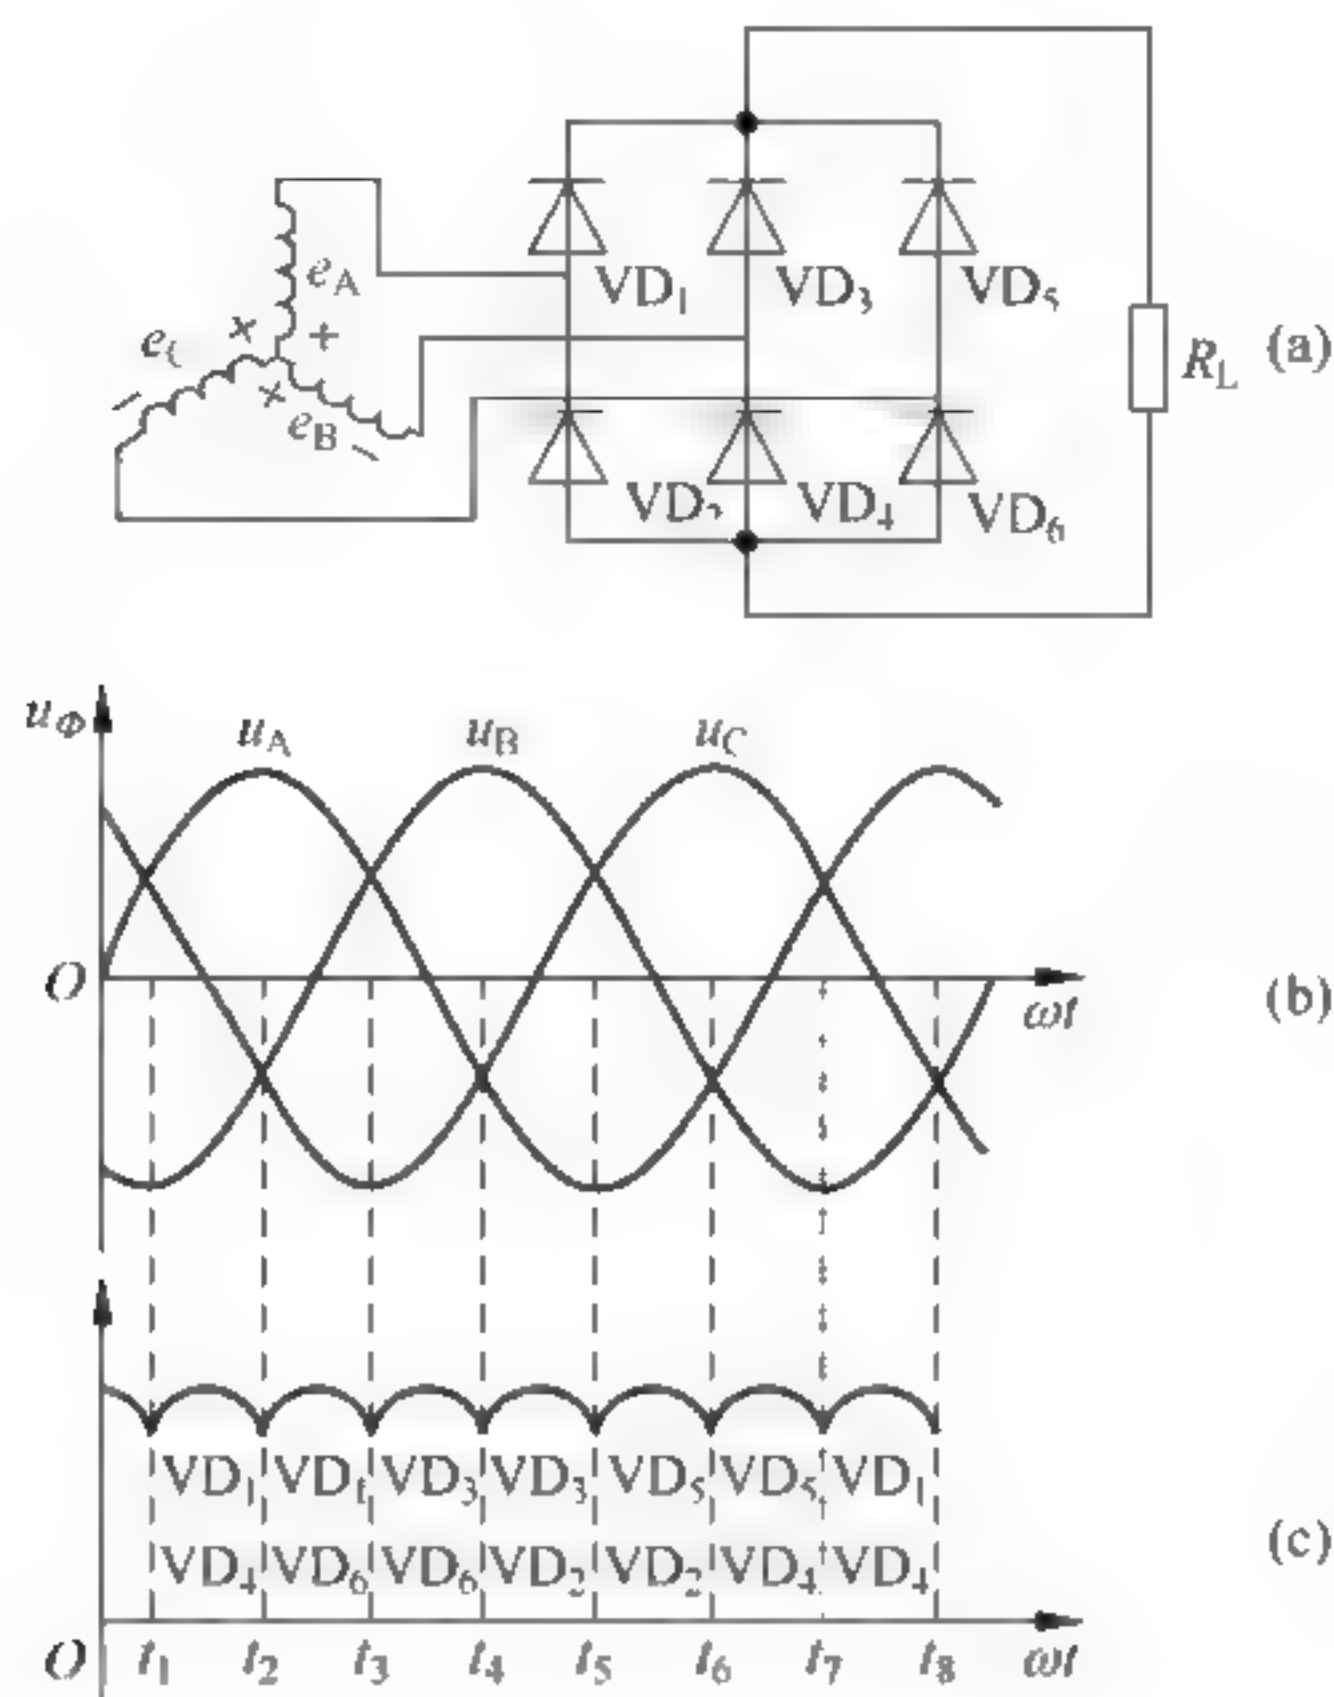 e_A
+
e_C
+
+
e_B
−
−
VD₁ VD₃ VD₅
VD₂ VD₄ VD₆
R_L
(a)
u_Φ
u_A u_B u_C
O
ωt
(b)
VD₁ VD₁ VD₃ VD₃ VD₅ VD₅ VD₁
VD₄ VD₆ VD₆ VD₂ VD₂ VD₄ VD₄
(c)
O t₁ t₂ t₃ t₄ t₅ t₆ t₇ t₈ ωt